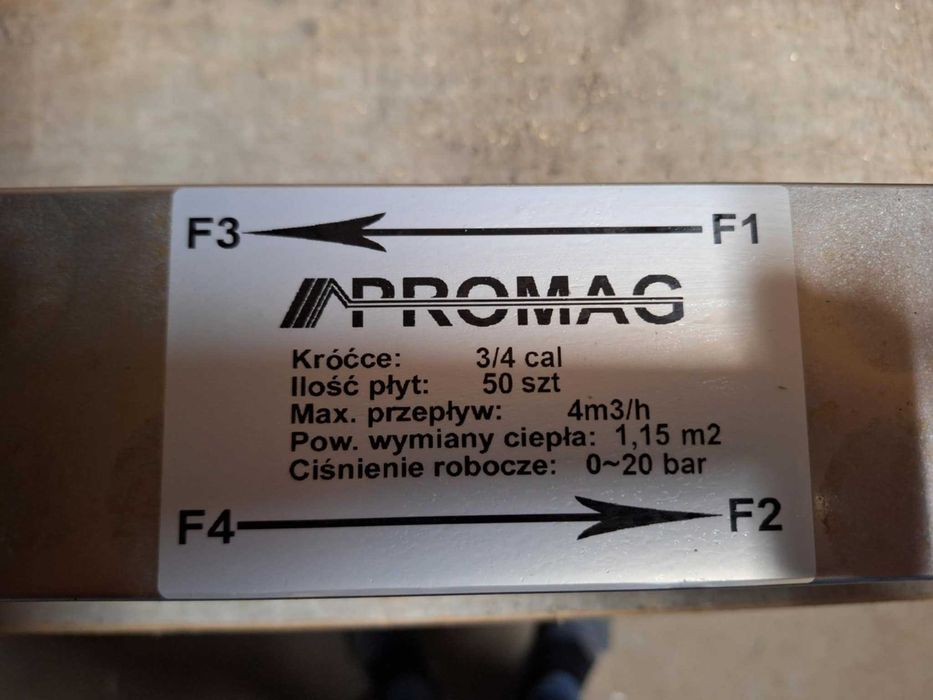 F3 F1
PROMAG
Króćce: 3/4 cal
Ilość płyt: 50 szt
Max. przepływ: 4m3/h
Pow. wymiany ciepła: 1,15 m2
Ciśnienie robocze: 0~20 bar
F4 F2